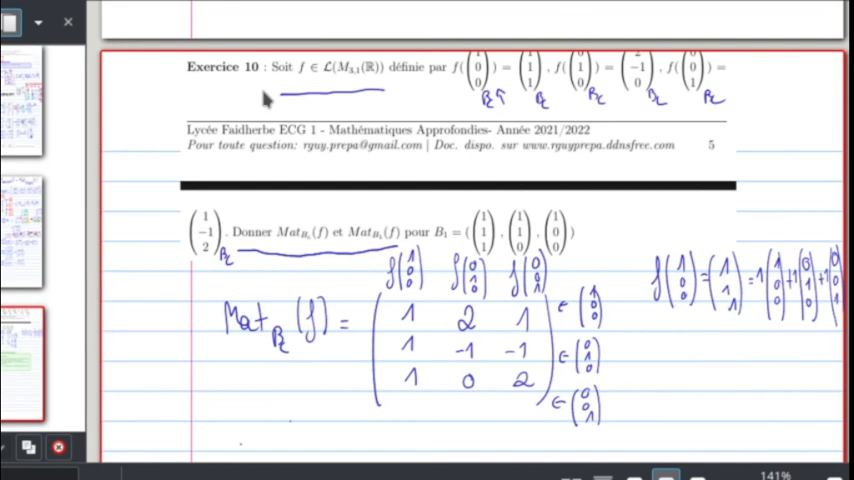 Exercice 10 : Soit f ∈ ℒ(M₃,₁(ℝ)) définie par f((1 0 0)) = (1 1 1), f((0 1 0)) = (2 -1 0), f((0 0 1)) =
Bc Bc Bc Bc Bc
Lycée Faidherbe ECG 1 - Mathématiques Approfondies- Année 2021/2022
Pour toute question: rguy.prepa@gmail.com | Doc. dispo. sur www.rguyprepa.ddnsfree.com 5
(1 -1 2)Bc. Donner Mat_Bc(f) et Mat_B₁(f) pour B₁ = ((1 1 1), (1 1 0), (1 0 0))
f(1 0 0) f(0 1 0) f(0 0 1)
f(1 0 0) = (1 1 1) = 1(1 0 0) + 1(0 1 0) + 1(0 0 1)
Mat_Bc (f) =
1 2 1 ∈ (1 0 0)
1 -1 -1 ∈ (0 1 0)
1 0 2 ∈ (0 0 1)
141%